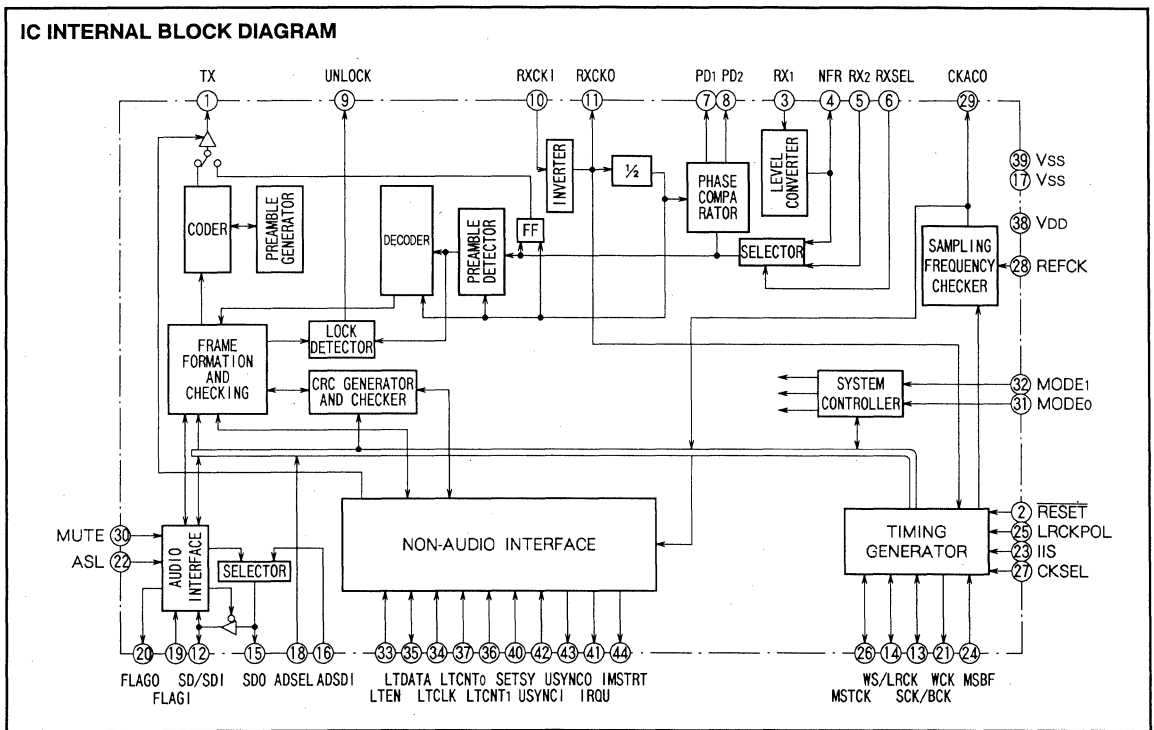 IC INTERNAL BLOCK DIAGRAM
TX UNLOCK RXCKI RXCKO PD1 PD2 RX1 NFR RX2 RXSEL CKACO
1 9 10 11 7 8 3 4 5 6 29
39 VSS
17 VSS
38 VDD
28 REFCK
32 MODE1
31 MODE0
2 RESET
25 LRCKPOL
23 IIS
27 CKSEL
CODER
PREAMBLE
GENERATOR
DECODER
PREAMBLE
DETECTOR
FF
INVERTER
1/2
PHASE
COMPA
RATOR
LEVEL
CONVERTER
SELECTOR
SAMPLING
FREQUENCY
CHECKER
FRAME
FORMATION
AND
CHECKING
LOCK
DETECTOR
CRC GENERATOR
AND CHECKER
SYSTEM
CONTROLLER
MUTE 30
ASL 22
AUDIO
INTERFACE
SELECTOR
NON-AUDIO INTERFACE
TIMING
GENERATOR
20 19 12 15 18 16 33 35 34 37 36 40 42 43 41 44 26 14 13 21 24
FLAGO SD/SDI SDO ADSEL ADSDI LTDATA LTCNT0 SETSY USYNCO IMSTRT WS/LRCK WCK MSBF
FLAGI LTEN LTCLK LTCNT1 USYNCI IRQU MSTCK SCK/BCK